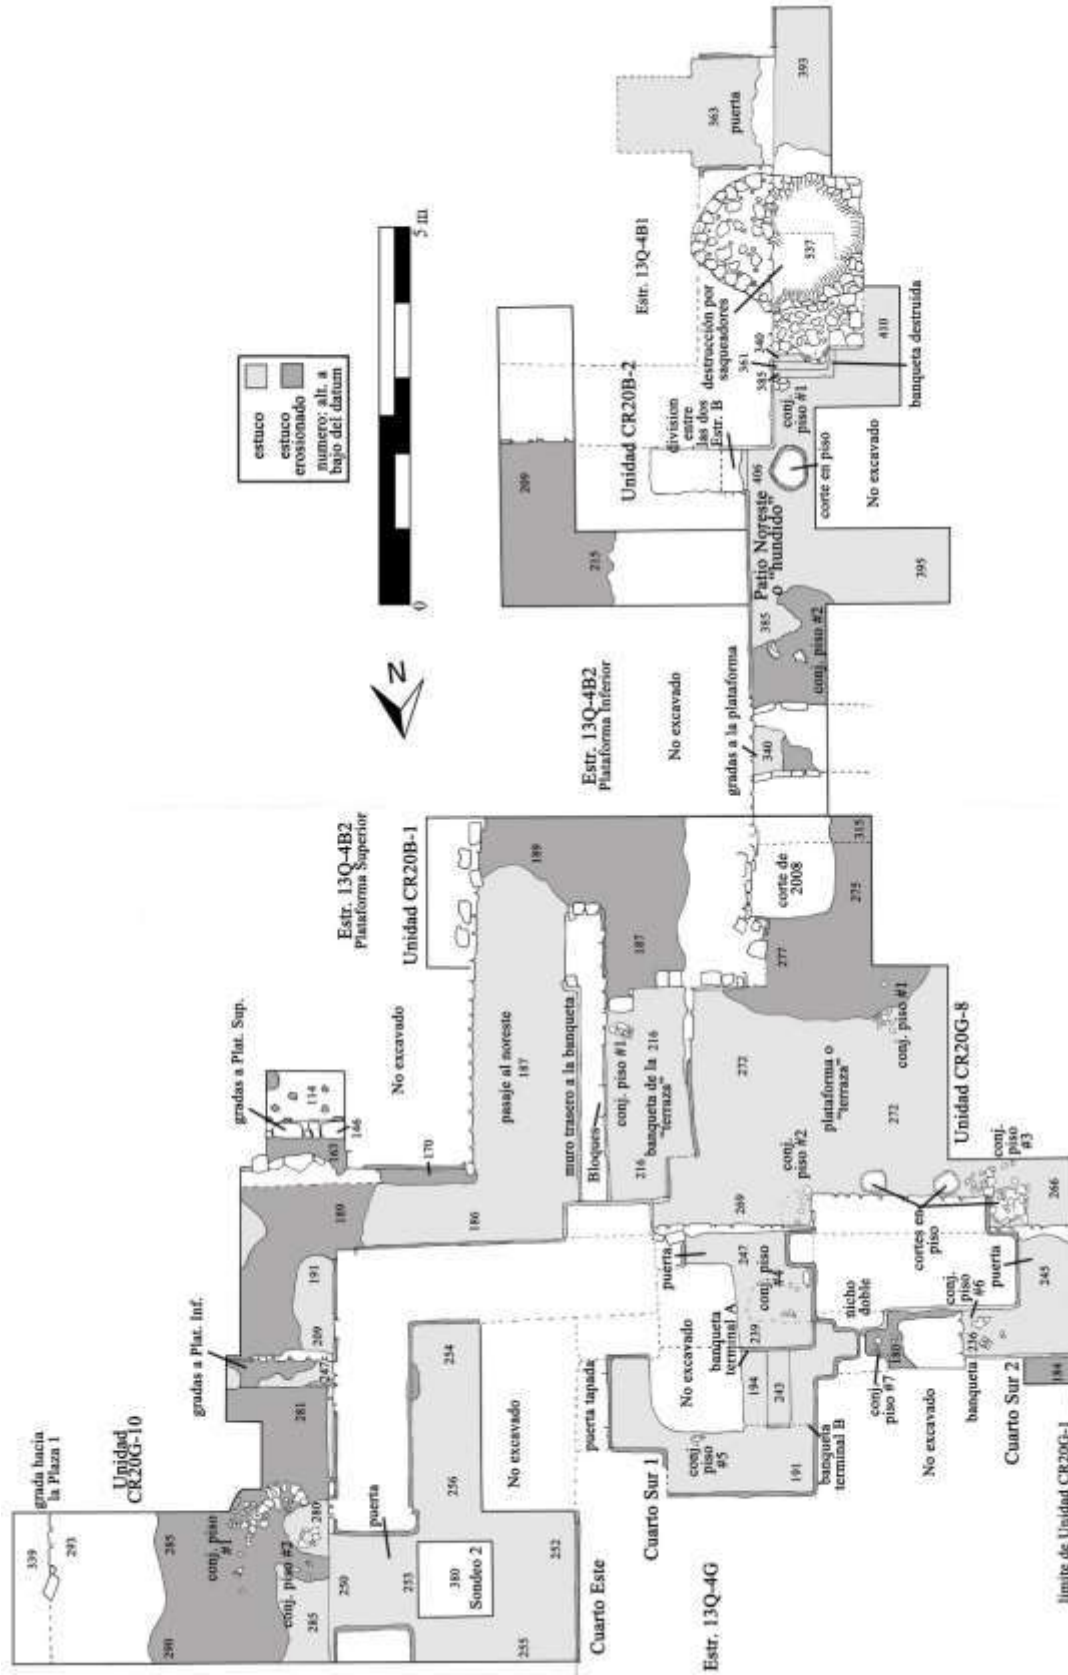 estuco
estuco
erosionado
numero: alt. a
bajo del datum
0
5 m
N
Estr. 13Q-4B1
363
puerta
393
537
destrucción por
saqueadores
340
361
385
410
banqueta destruida
conj.
piso #1
Unidad CR20B-2
209
215
division
entre
las dos
Estr. B
406
Patio Noreste
o "hundido"
corte en piso
No excavado
395
385
conj. piso #2
Estr. 13Q-4B2
Plataforma Inferior
No excavado
gradas a la plataforma
340
Estr. 13Q-4B2
Plataforma Superior
Unidad CR20B-1
No excavado
189
187
pasaje al noreste
187
muro trasero a la banqueta
Bloques
conj. piso #1
216
banqueta de la
"terraza"
216
corte de
2008
315
275
277
conj. piso #1
272
plataforma o
"terraza"
272
Unidad CR20G-8
conj.
piso #2
269
conj.
piso
#3
266
cortes en
piso
puerta
245
gradas a Plat. Sup.
114
146
163
170
189
186
191
209
247
gradas a Plat. Inf.
281
Unidad
CR20G-10
grada hacia
la Plaza 1
339
293
285
290
conj. piso
#1
conj. piso #2
280
285
250
puerta
253
380
Sondeo 2
254
256
252
255
No excavado
Cuarto Este
puerta tapada
Cuarto Sur 1
Estr. 13Q-4G
No excavado
puerta
247
conj.
piso
#4
banqueta
terminal A
239
194
243
conj.
piso
#5
191
banqueta
terminal B
nicho
doble
conj.
piso
#6
236
180
conj.
piso #7
No excavado
banqueta
Cuarto Sur 2
184
limite de Unidad CR20G-1